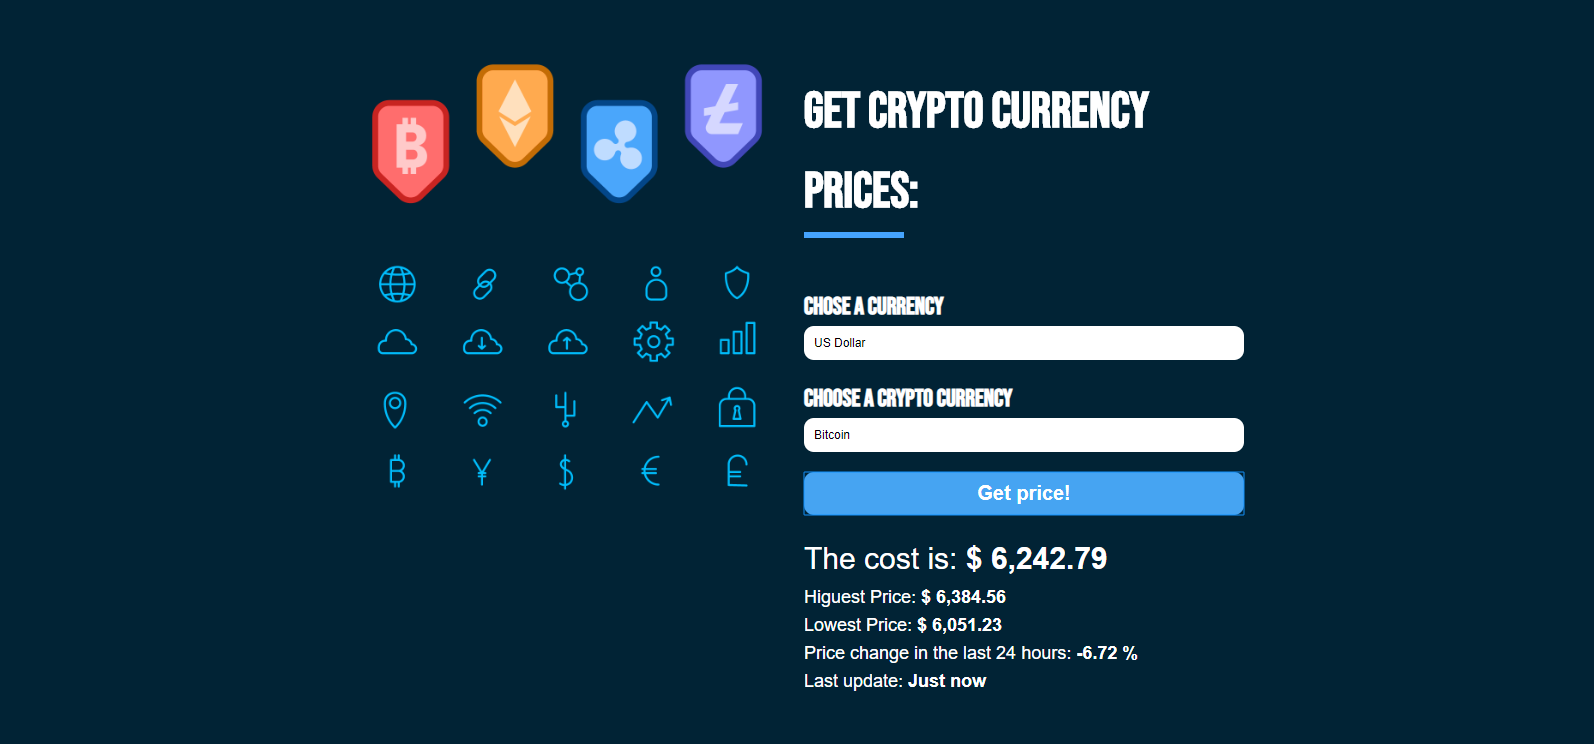 GET CRYPTO CURRENCY
PRICES:
CHOSE A CURRENCY
US Dollar
CHOOSE A CRYPTO CURRENCY
Bitcoin
Get price!
The cost is: $ 6,242.79
Higuest Price: $ 6,384.56
Lowest Price: $ 6,051.23
Price change in the last 24 hours: -6.72 %
Last update: Just now